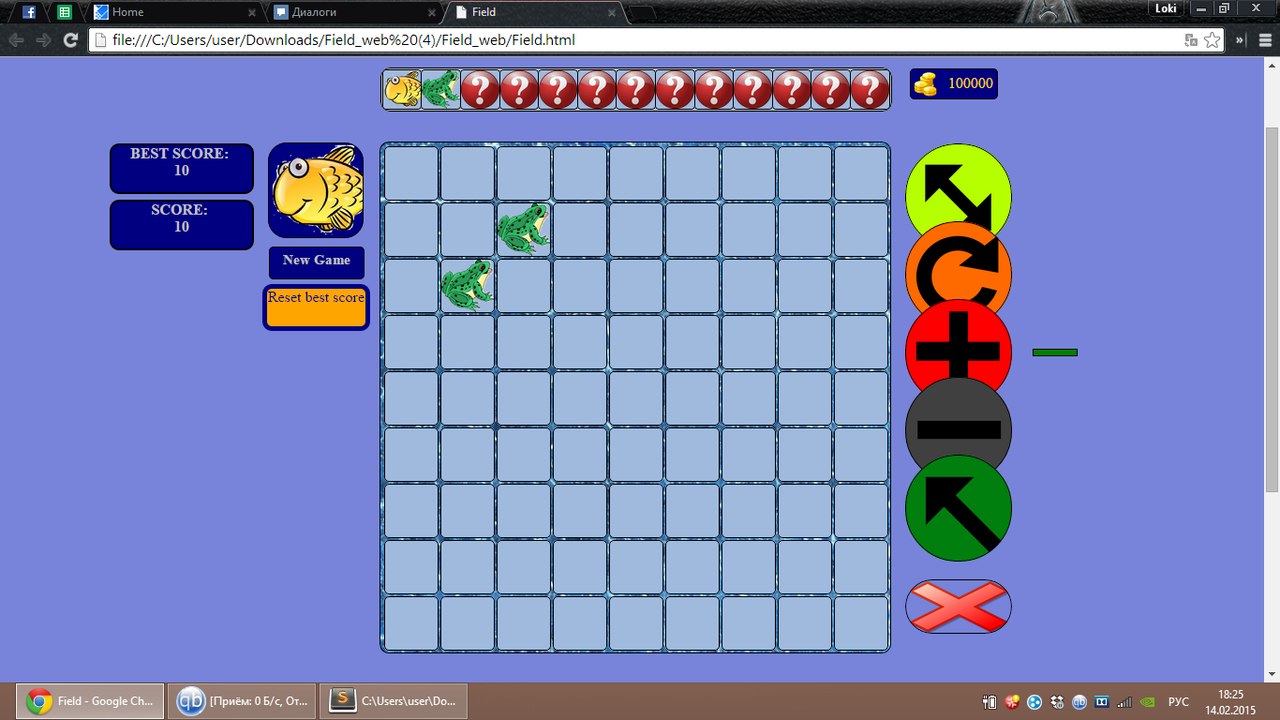 Home
Диалоги
Field
Loki
file:///C:/Users/user/Downloads/Field_web%20(4)/Field_web/Field.html
? ? ? ? ? ? ? ? ? ? ?
100000
BEST SCORE:
10
SCORE:
10
New Game
Reset best score
Field - Google Ch...
[Приём: 0 Б/с, От...
C:\Users\user\Do...
РУС
18:25
14.02.2015